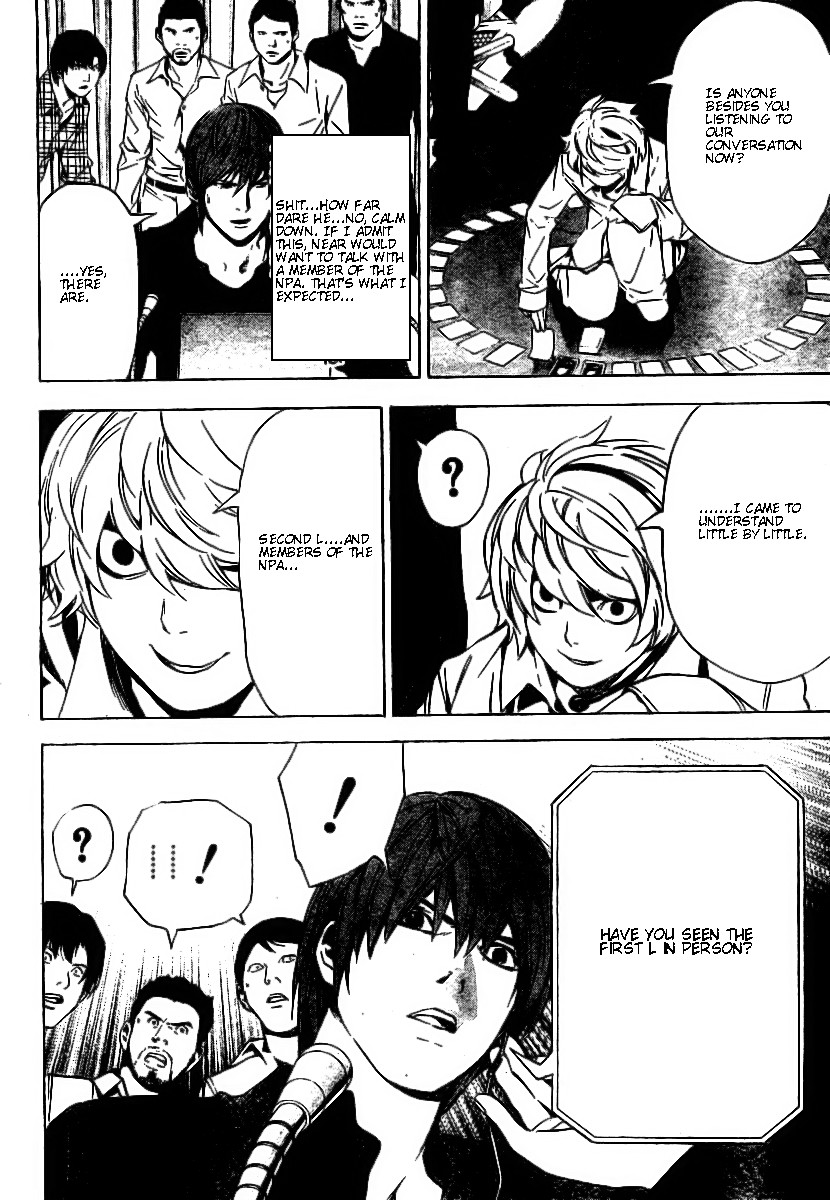 IS ANYONE
BESIDES YOU
LISTENING TO
OUR
CONVERSATION
NOW?
SHIT...HOW FAR
DARE HE...NO, CALM
DOWN. IF I ADMIT
THIS, NEAR WOULD
WANT TO TALK WITH
A MEMBER OF THE
NPA. THAT'S WHAT I
EXPECTED...
....YES,
THERE
ARE.
.......I CAME TO
UNDERSTAND
LITTLE BY LITTLE.
?
SECOND L....AND
MEMBERS OF THE
NPA...
HAVE YOU SEEN THE
FIRST L IN PERSON?
!
!
?